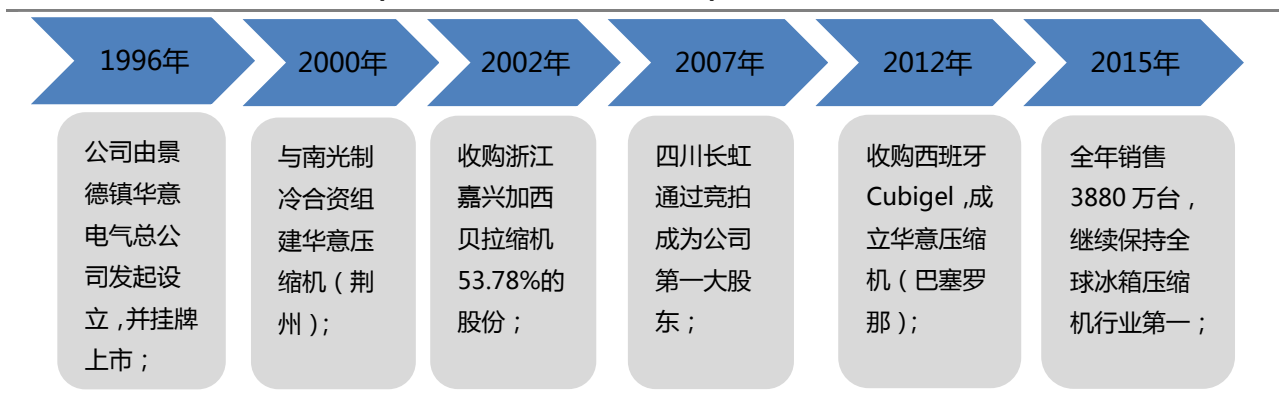 1996年
2000年
2002年
2007年
2012年
2015年
公司由景
德镇华意
电气总公
司发起设
立,并挂牌
上市；
与南光制
冷合资组
建华意压
缩机（荆
州）；
收购浙江
嘉兴加西
贝拉缩机
53.78%的
股份；
四川长虹
通过竞拍
成为公司
第一大股
东；
收购西班牙
Cubigel ,成
立华意压缩
机（巴塞罗
那）；
全年销售
3880 万台，
继续保持全
球冰箱压缩
机行业第一；